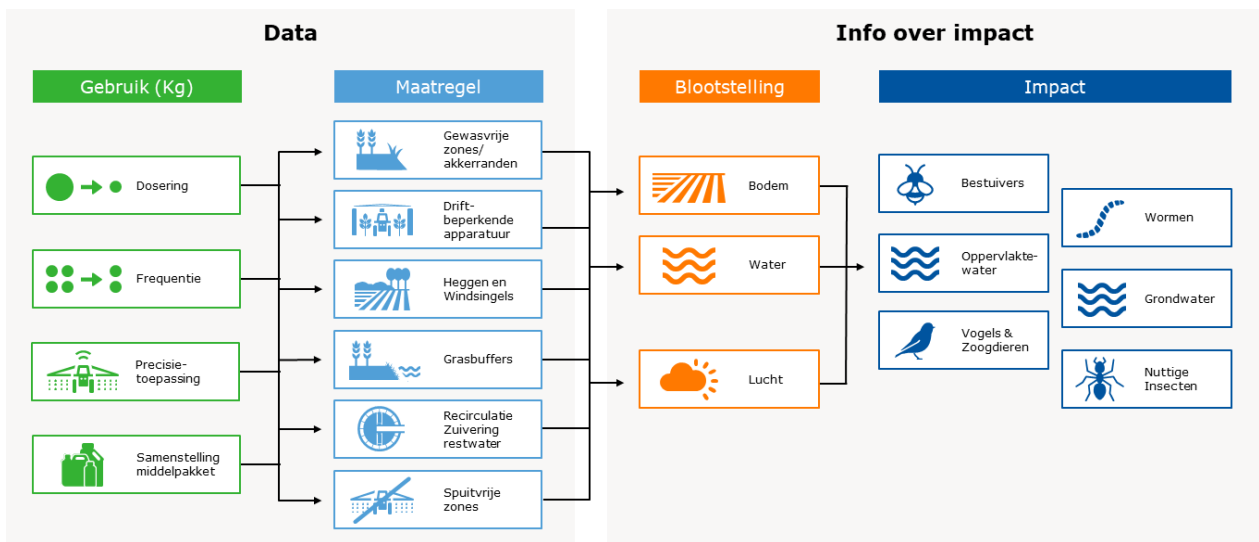 Data
Info over impact
Gebruik (Kg)
Maatregel
Blootstelling
Impact
Dosering
Frequentie
Precisie-
toepassing
Samenstelling
middelpakket
Gewasvrije
zones/
akkerranden
Drift-
beperkende
apparatuur
Heggen en
Windsingels
Grasbuffers
Recirculatie
Zuivering
restwater
Spuitvrije
zones
Bodem
Water
Lucht
Bestuivers
Oppervlakte-
water
Vogels &
Zoogdieren
Wormen
Grondwater
Nuttige
Insecten